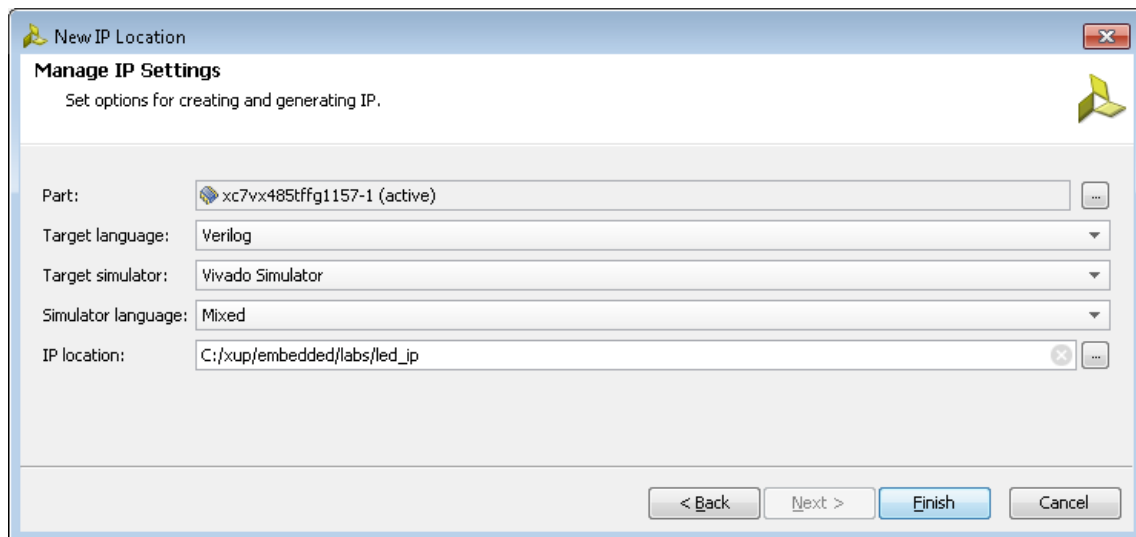 New IP Location
Manage IP Settings
Set options for creating and generating IP.
Part: xc7vx485tffg1157-1 (active) ...
Target language: Verilog
Target simulator: Vivado Simulator
Simulator language: Mixed
IP location: C:/xup/embedded/labs/led_ip ...
< Back Next > Finish Cancel